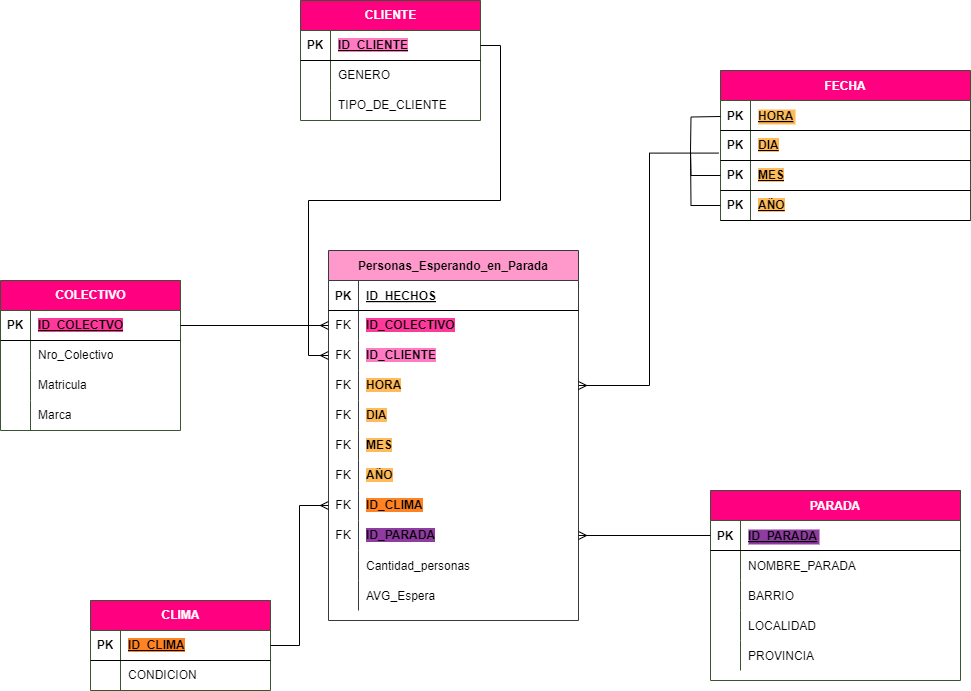 CLIENTE
PK ID_CLIENTE
GENERO
TIPO_DE_CLIENTE
FECHA
PK HORA
PK DIA
PK MES
PK AÑO
Personas_Esperando_en_Parada
PK ID_HECHOS
FK ID_COLECTIVO
FK ID_CLIENTE
FK HORA
FK DIA
FK MES
FK AÑO
FK ID_CLIMA
FK ID_PARADA
Cantidad_personas
AVG_Espera
COLECTIVO
PK ID_COLECTVO
Nro_Colectivo
Matricula
Marca
PARADA
PK ID_PARADA
NOMBRE_PARADA
BARRIO
LOCALIDAD
PROVINCIA
CLIMA
PK ID_CLIMA
CONDICION